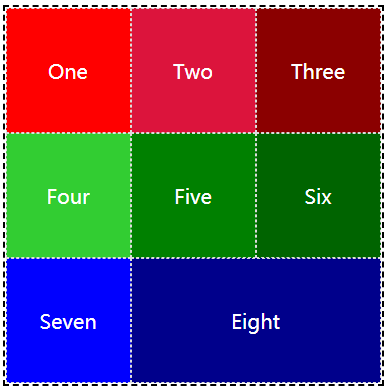 One Two Three
Four Five Six
Seven Eight